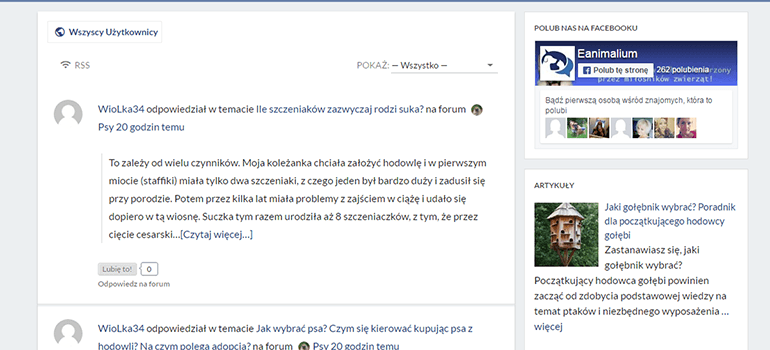 Wszyscy Użytkownicy
RSS
POKAŻ: — Wszystko —
WioLka34 odpowiedział w temacie Ile szczeniaków zazwyczaj rodzi suka? na forum
Psy 20 godzin temu
To zależy od wielu czynników. Moja koleżanka chciała założyć hodowlę i w pierwszym
miocie (staffiki) miała tylko dwa szczeniaki, z czego jeden był bardzo duży i zadusił się
przy porodzie. Potem przez kilka lat miała problemy z zajściem w ciążę i udało się
dopiero w tą wiosnę. Suczka tym razem urodziła aż 8 szczeniaczków, z tym, że przez
cięcie cesarski...[Czytaj więcej...]
Lubię to! 0
Odpowiedz na forum
WioLka34 odpowiedział w temacie Jak wybrać psa? Czym się kierować kupując psa z
hodowli? Na czym polega adopcja? na forum Psy 20 godzin temu
POLUB NAS NA FACEBOOKU
Eanimalium
Polub tę stronę 262 polubienia
przez miłośników zwierząt!
Bądź pierwszą osobą wśród znajomych, która to
polubi
ARTYKUŁY
Jaki gołębnik wybrać? Poradnik
dla początkującego hodowcy
gołębi
Zastanawiasz się, jaki
gołębnik wybrać?
Początkujący hodowca gołębi powinien
zacząć od zdobycia podstawowej wiedzy na
temat ptaków i niezbędnego wyposażenia ...
więcej